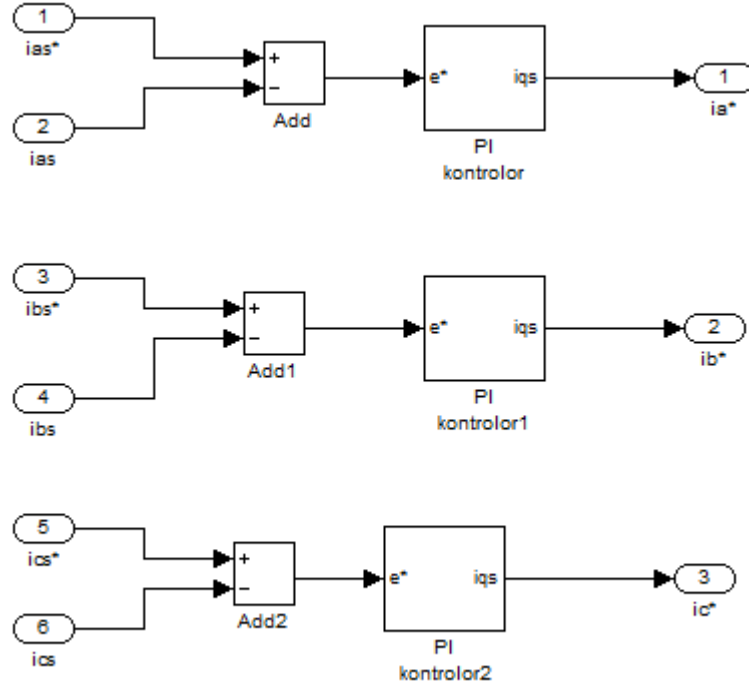 1
ias*
2
ias
+
−
Add
e* iqs
PI
kontrolor
1
ia*
3
ibs*
4
ibs
+
−
Add1
e* iqs
PI
kontrolor1
2
ib*
5
ics*
6
ics
+
−
Add2
e* iqs
PI
kontrolor2
3
ic*